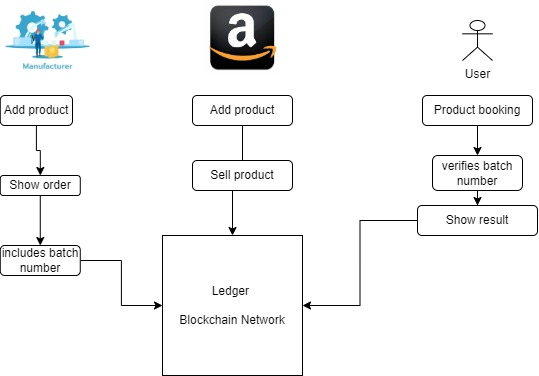 Manufacturer
a
User
Add product
Add product
Product booking
Show order
Sell product
verifies batch
number
Show result
includes batch
number
Ledger
Blockchain Network